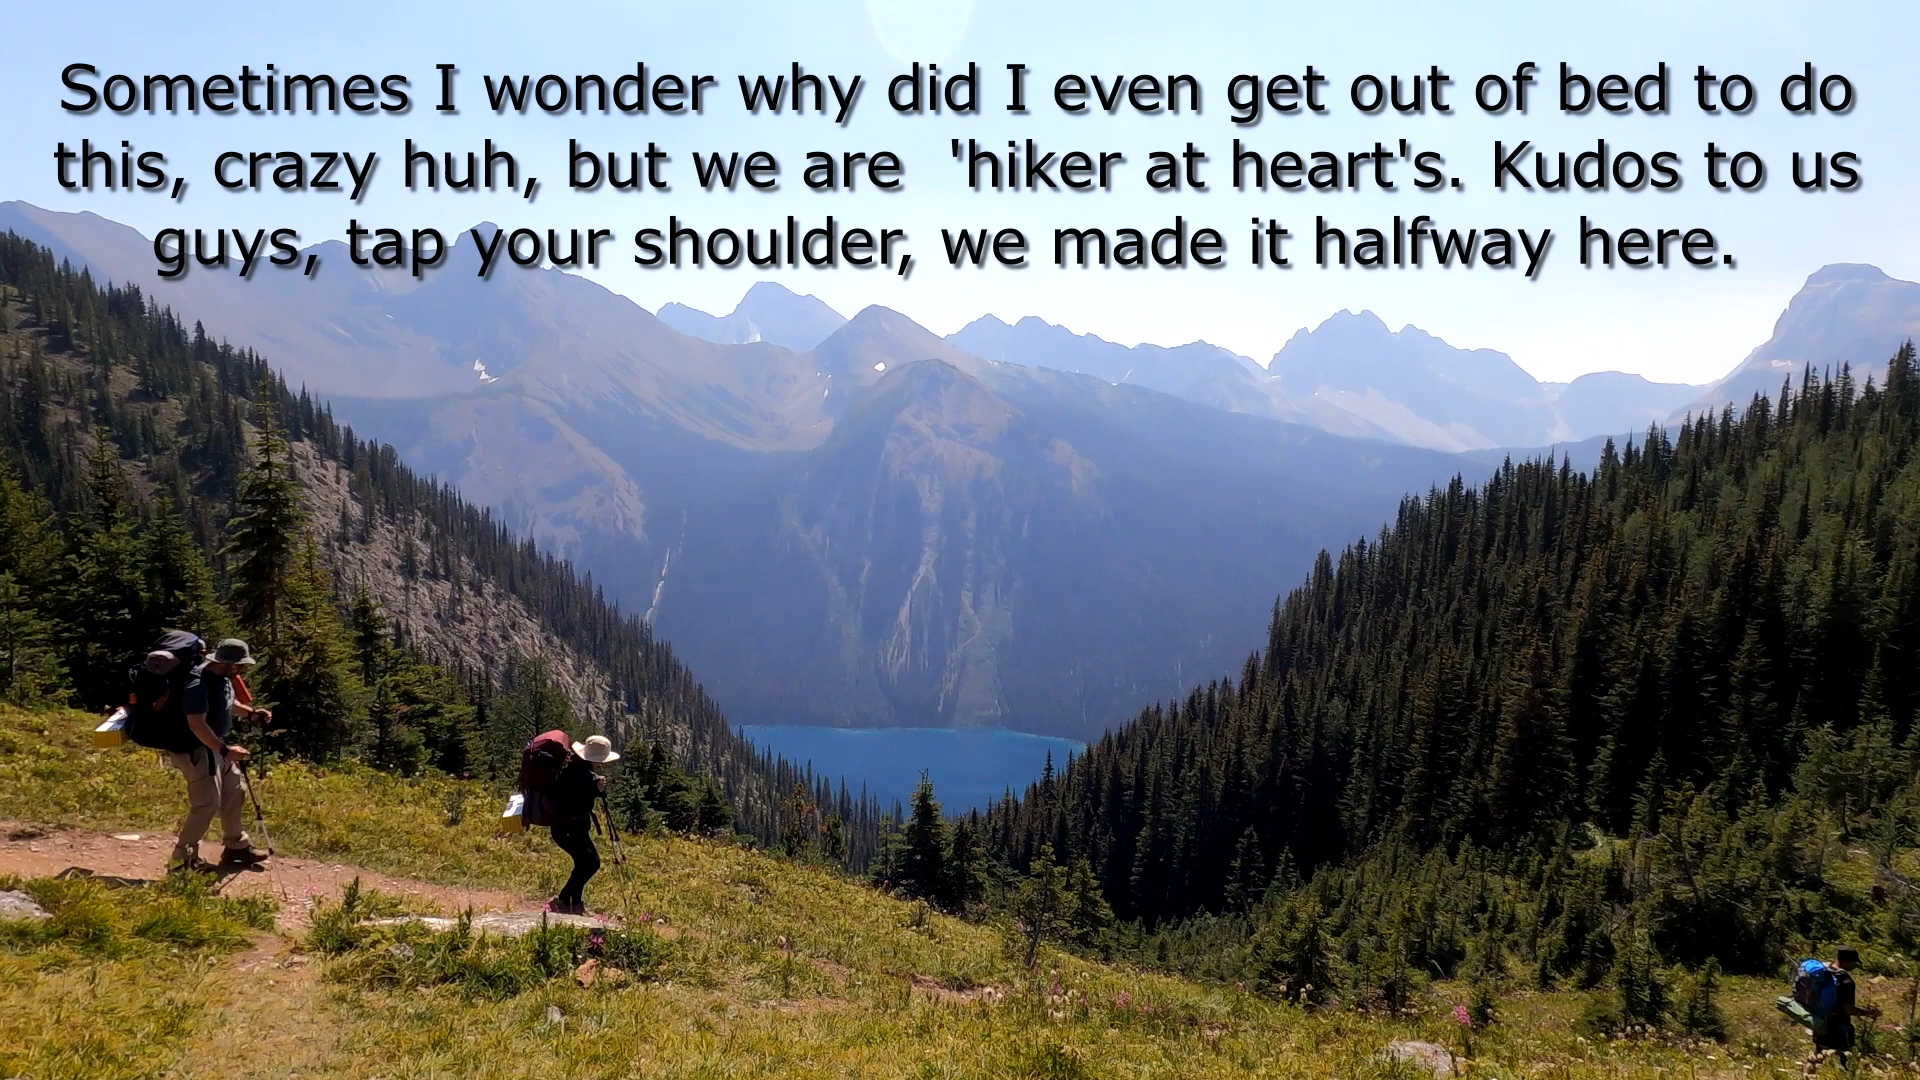 Sometimes I wonder why did I even get out of bed to do
this, crazy huh, but we are  'hiker at heart's. Kudos to us
guys, tap your shoulder, we made it halfway here.